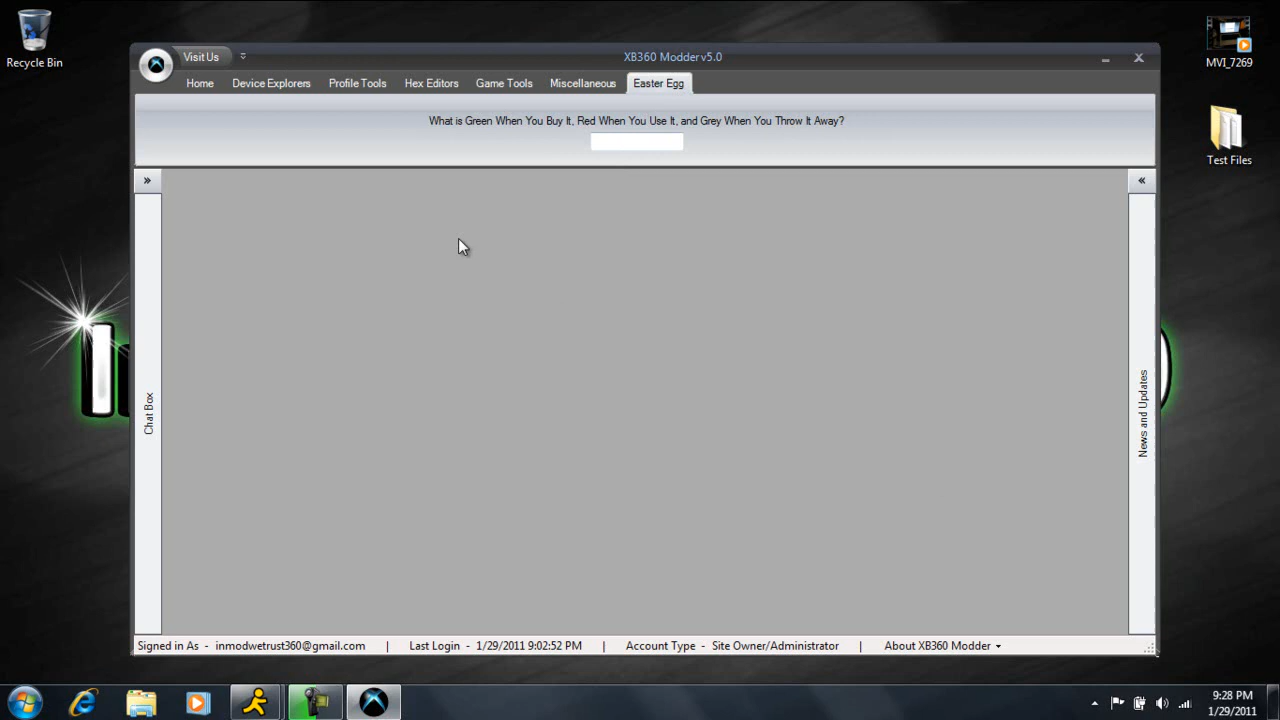 Recycle Bin
MVI_7269
Test Files
Visit Us
XB360 Modder v5.0
Home Device Explorers Profile Tools Hex Editors Game Tools Miscellaneous Easter Egg
What is Green When You Buy It, Red When You Use It, and Grey When You Throw It Away?
Chat Box
News and Updates
Signed in As - inmodwetrust360@gmail.com | Last Login - 1/29/2011 9:02:52 PM | Account Type - Site Owner/Administrator | About XB360 Modder
9:28 PM
1/29/2011